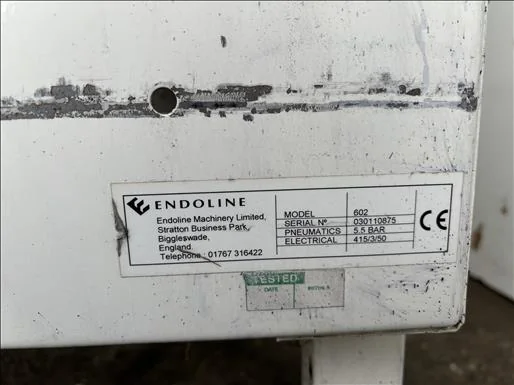 ENDOLINE
Endoline Machinery Limited,
Stratton Business Park,
Biggleswade,
England.
Telephone : 01767 316422
MODEL 602
SERIAL Nº 030110875
PNEUMATICS 5.5 BAR
ELECTRICAL 415/3/50
CE
TESTED
DATE INITIALS